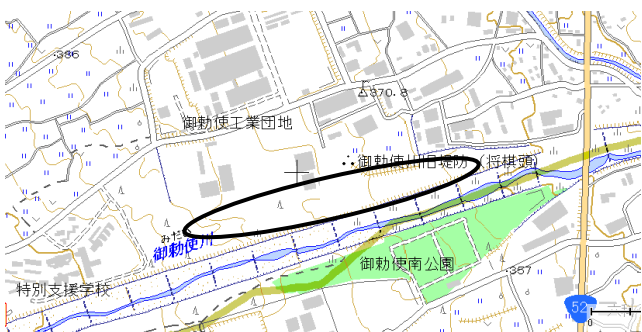 ・386
370.8
御勅使工業団地
御勅使川旧堤防（将棋頭）
みだ
御勅使川
御勅使南公園
・357
特別支援学校
52
0